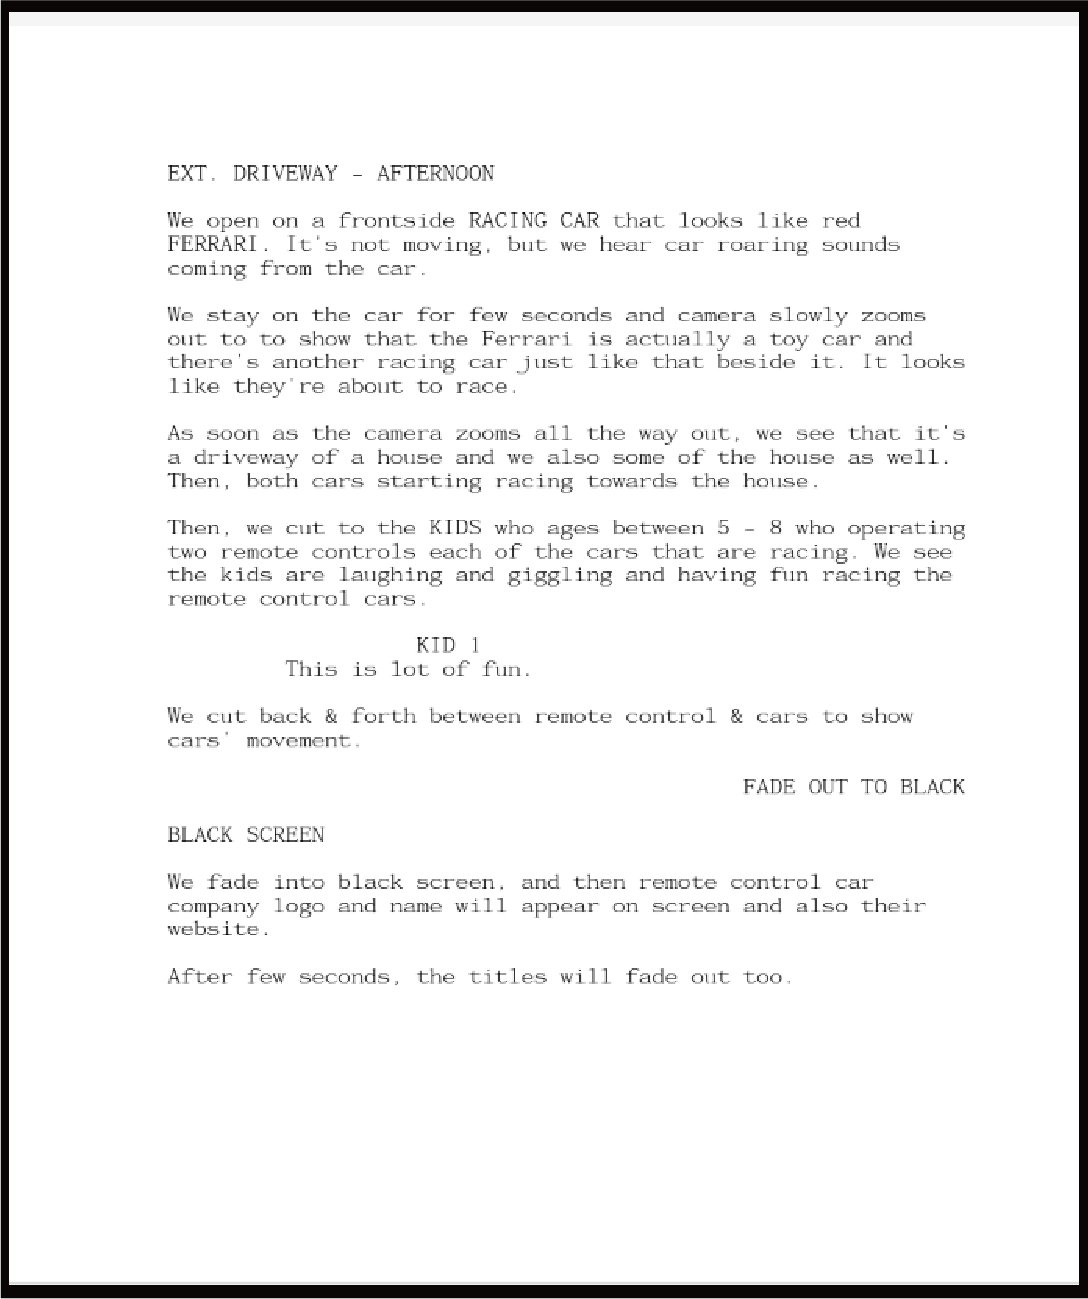 EXT. DRIVEWAY - AFTERNOON
We open on a frontside RACING CAR that looks like red
FERRARI. It's not moving, but we hear car roaring sounds
coming from the car.
We stay on the car for few seconds and camera slowly zooms
out to to show that the Ferrari is actually a toy car and
there's another racing car just like that beside it. It looks
like they're about to race.
As soon as the camera zooms all the way out, we see that it's
a driveway of a house and we also some of the house as well.
Then, both cars starting racing towards the house.
Then, we cut to the KIDS who ages between 5 - 8 who operating
two remote controls each of the cars that are racing. We see
the kids are laughing and giggling and having fun racing the
remote control cars.
KID 1
This is lot of fun.
We cut back & forth between remote control & cars to show
cars' movement.
FADE OUT TO BLACK
BLACK SCREEN
We fade into black screen, and then remote control car
company logo and name will appear on screen and also their
website.
After few seconds, the titles will fade out too.